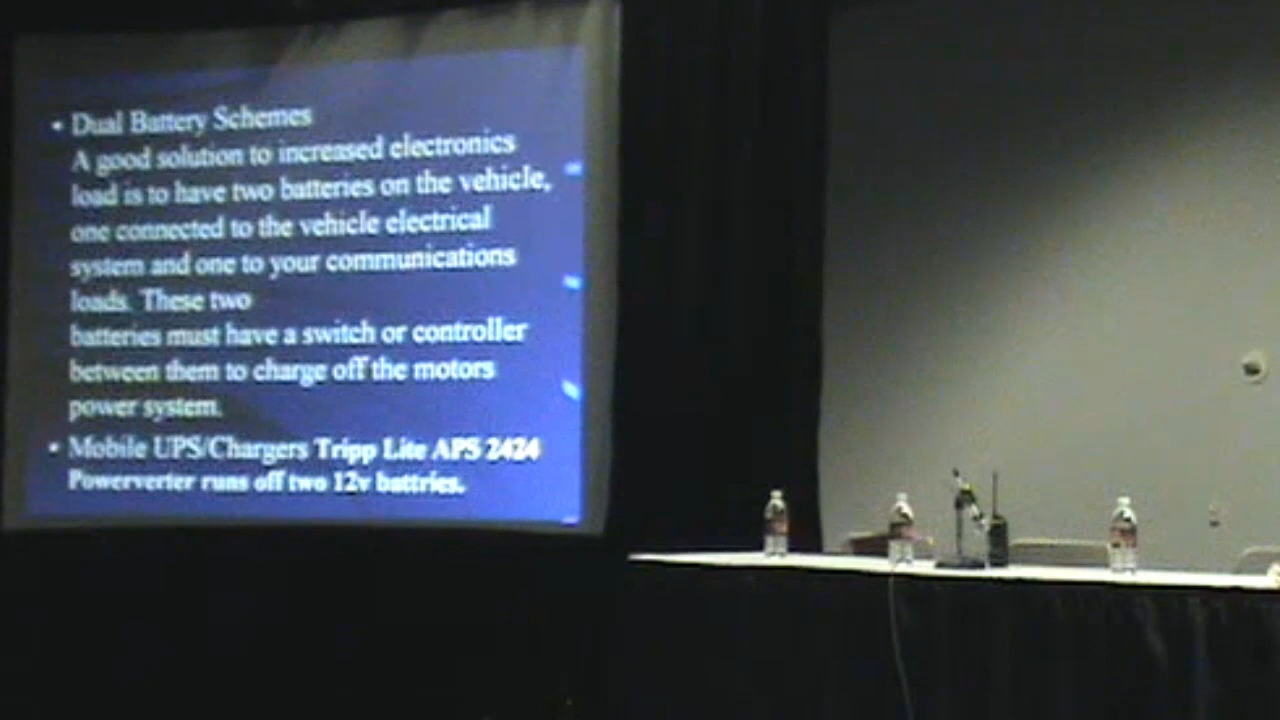 • Dual Battery Schemes
A good solution to increased electronics
load is to have two batteries on the vehicle,
one connected to the vehicle electrical
system and one to your communications
loads. These two
batteries must have a switch or controller
between them to charge off the motors
power system.
• Mobile UPS/Chargers Tripp Lite APS 2424
Powerverter runs off two 12v battries.